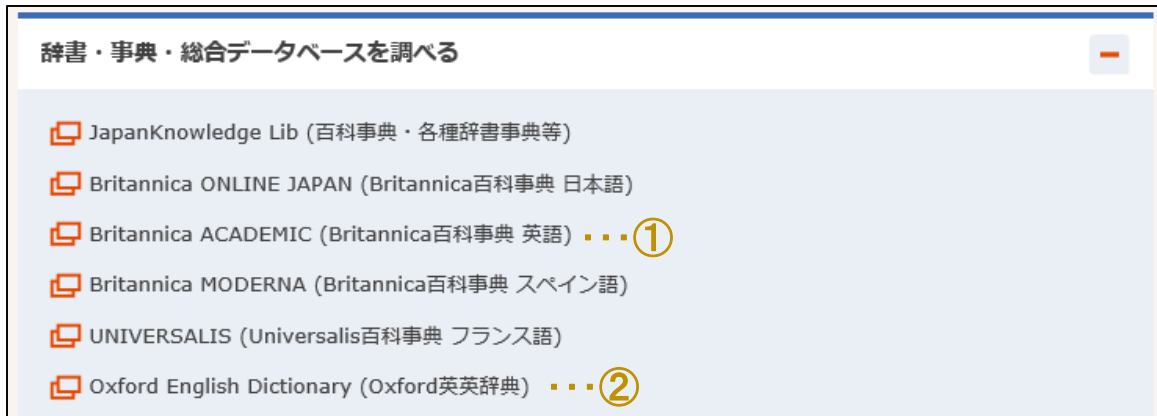 辞書・事典・総合データベースを調べる
JapanKnowledge Lib (百科事典・各種辞書事典等)
Britannica ONLINE JAPAN (Britannica百科事典 日本語)
Britannica ACADEMIC (Britannica百科事典 英語) ・・・①
Britannica MODERNA (Britannica百科事典 スペイン語)
UNIVERSALIS (Universalis百科事典 フランス語)
Oxford English Dictionary (Oxford英英辞典) ・・・②